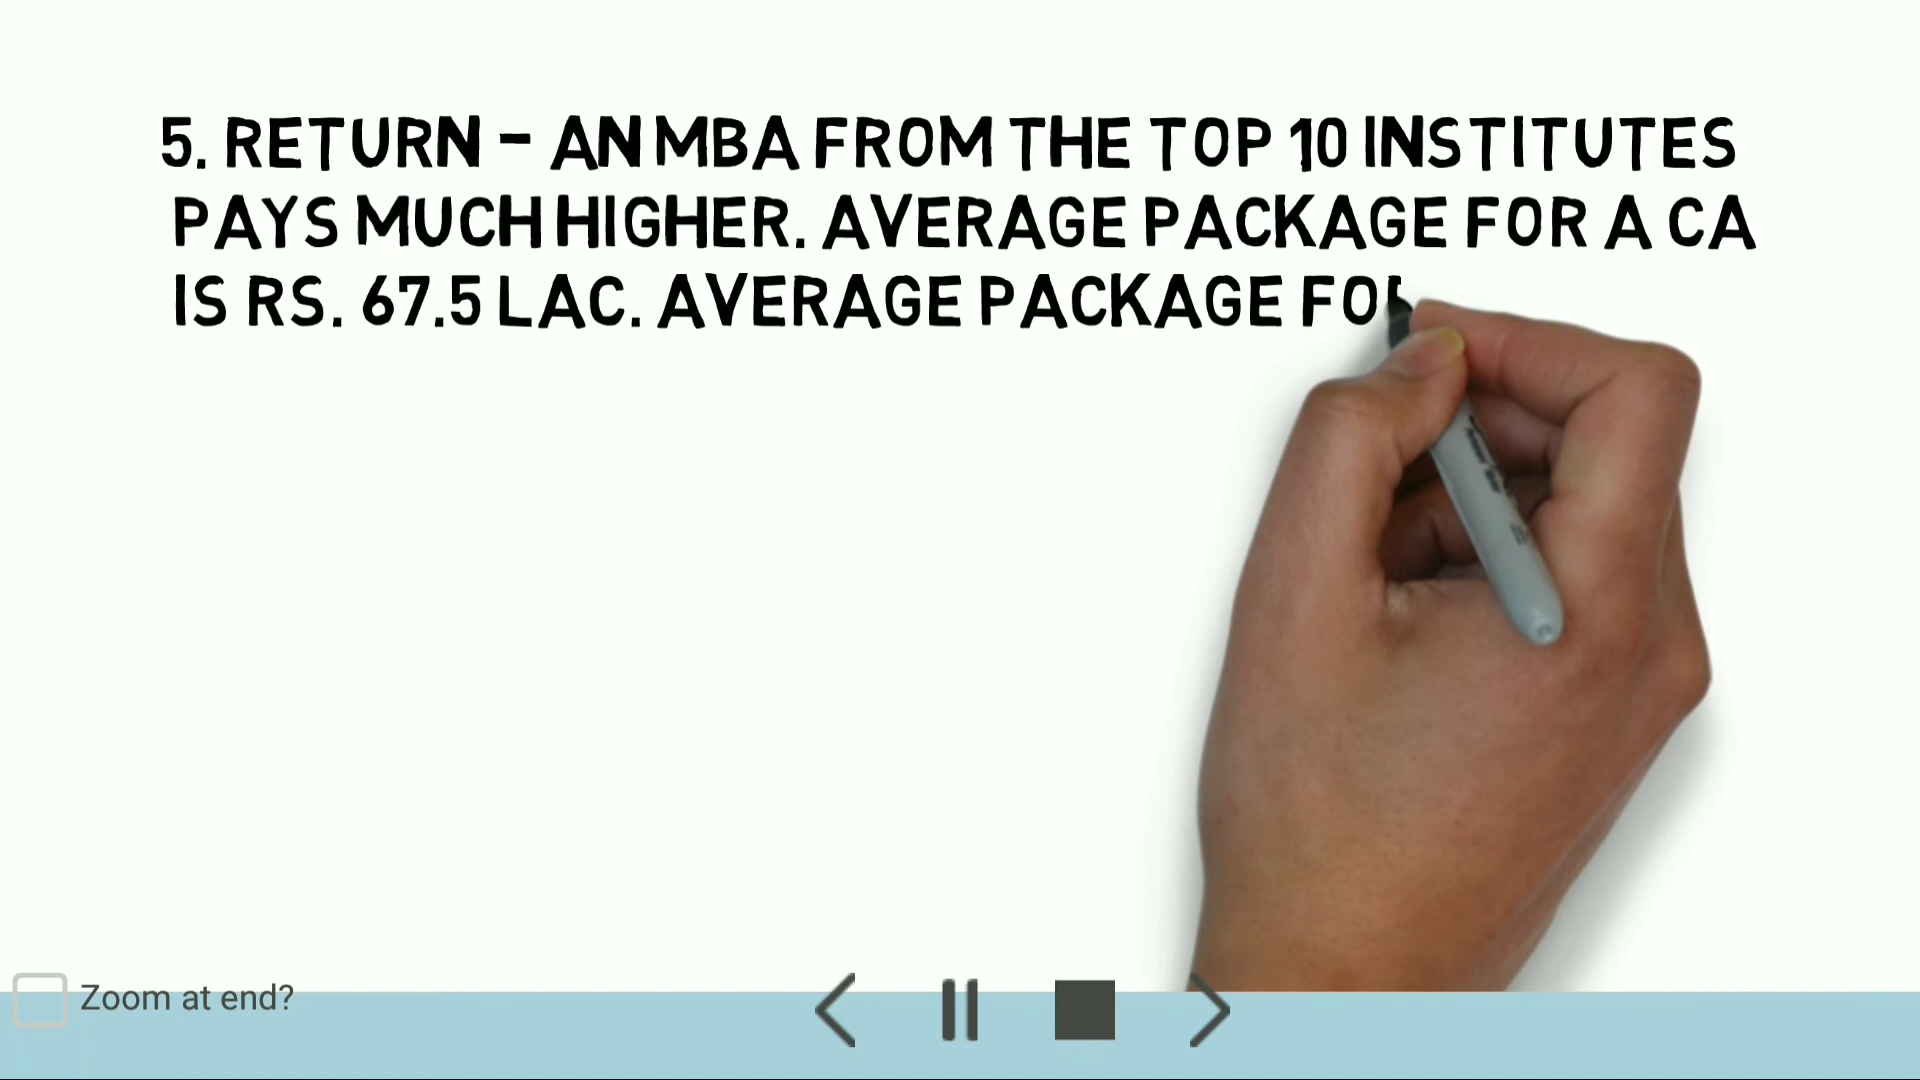 5. RETURN - AN MBA FROM THE TOP 10 INSTITUTES
PAYS MUCH HIGHER. AVERAGE PACKAGE FOR A CA
IS RS. 67.5 LAC. AVERAGE PACKAGE
Zoom at end?